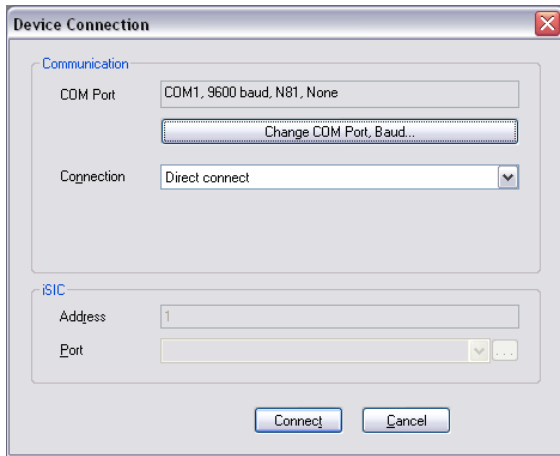 Device Connection
Communication
COM Port
COM1, 9600 baud, N81, None
Change COM Port, Baud...
Connection
Direct connect
iSIC
Address
1
Port
...
Connect
Cancel